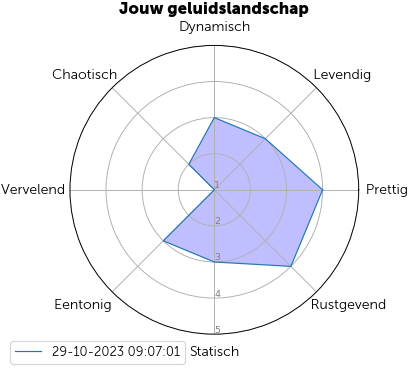 Jouw geluidslandschap
Dynamisch
Chaotisch
Levendig
Vervelend
Prettig
1
2
3
4
5
Eentonig
Rustgevend
29-10-2023 09:07:01
Statisch